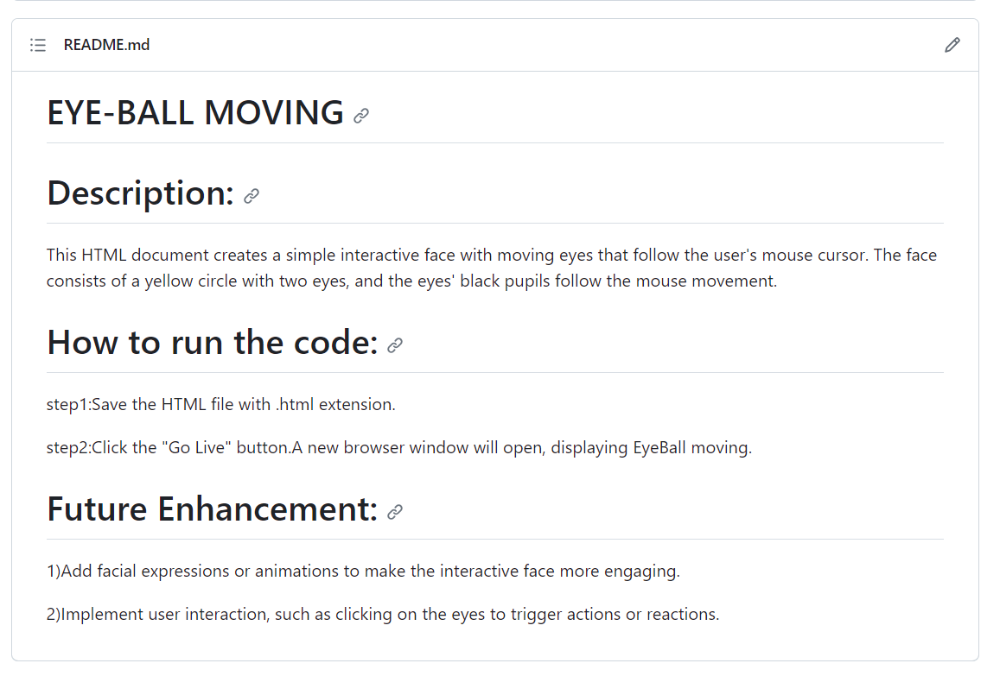 README.md
EYE-BALL MOVING
Description:
This HTML document creates a simple interactive face with moving eyes that follow the user's mouse cursor. The face
consists of a yellow circle with two eyes, and the eyes' black pupils follow the mouse movement.
How to run the code:
step1:Save the HTML file with .html extension.
step2:Click the "Go Live" button.A new browser window will open, displaying EyeBall moving.
Future Enhancement:
1)Add facial expressions or animations to make the interactive face more engaging.
2)Implement user interaction, such as clicking on the eyes to trigger actions or reactions.